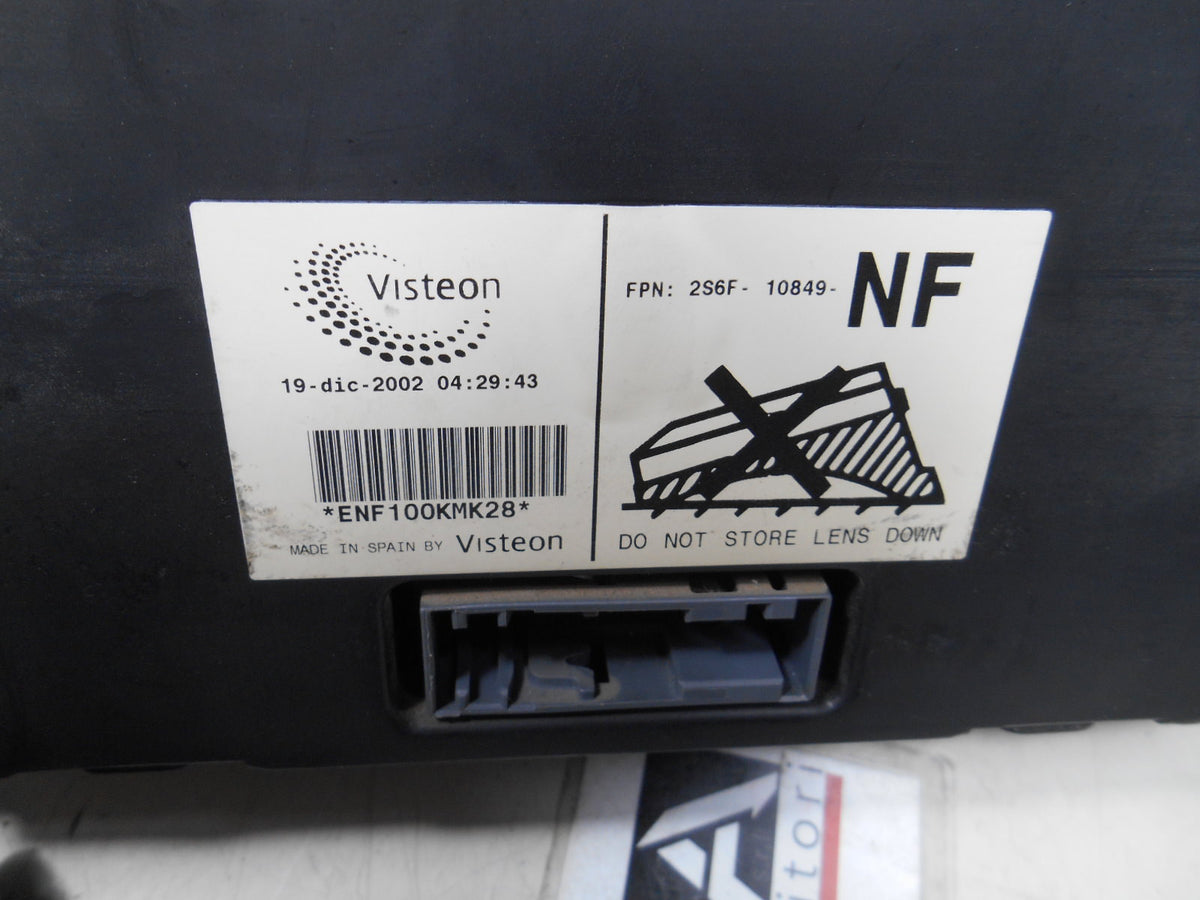 Visteon
19-dic-2002 04:29:43
*ENF100KMK28*
MADE IN SPAIN BY Visteon
FPN: 2S6F- 10849- NF
DO NOT STORE LENS DOWN
itori